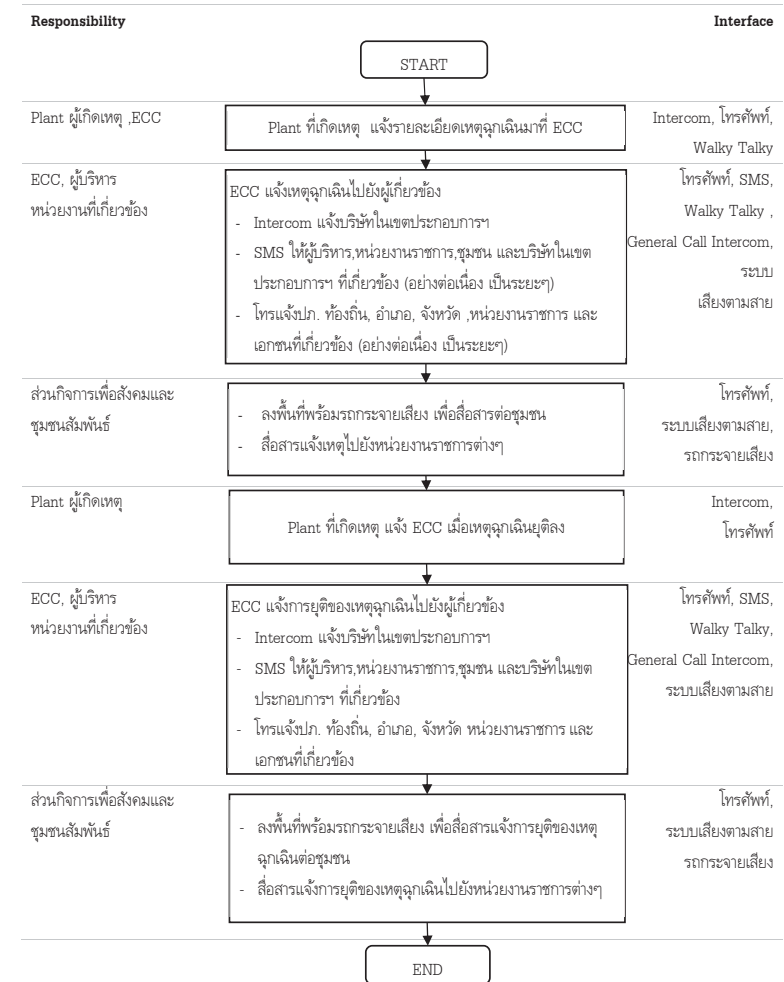 Responsibility
Interface
START
Plant ผู้เกิดเหตุ ,ECC
Plant ที่เกิดเหตุ แจ้งรายละเอียดเหตุฉุกเฉินมาที่ ECC
Intercom, โทรศัพท์,
Walky Talky
ECC, ผู้บริหาร
หน่วยงานที่เกี่ยวข้อง
ECC แจ้งเหตุฉุกเฉินไปยังผู้เกี่ยวข้อง
- Intercom แจ้งบริษัทในเขตประกอบการฯ
- SMS ให้ผู้บริหาร,หน่วยงานราชการ,ชุมชน และบริษัทในเขต
ประกอบการฯ ที่เกี่ยวข้อง (อย่างต่อเนื่อง เป็นระยะๆ)
- โทรแจ้งปภ. ท้องถิ่น, อำเภอ, จังหวัด ,หน่วยงานราชการ และ
เอกชนที่เกี่ยวข้อง (อย่างต่อเนื่อง เป็นระยะๆ)
โทรศัพท์, SMS,
Walky Talky ,
General Call Intercom,
ระบบ
เสียงตามสาย
ส่วนกิจการเพื่อสังคมและ
ชุมชนสัมพันธ์
- ลงพื้นที่พร้อมรถกระจายเสียง เพื่อสื่อสารต่อชุมชน
- สื่อสารแจ้งเหตุไปยังหน่วยงานราชการต่างๆ
โทรศัพท์,
ระบบเสียงตามสาย,
รถกระจายเสียง
Plant ผู้เกิดเหตุ
Plant ที่เกิดเหตุ แจ้ง ECC เมื่อเหตุฉุกเฉินยุติลง
Intercom,
โทรศัพท์
ECC, ผู้บริหาร
หน่วยงานที่เกี่ยวข้อง
ECC แจ้งการยุติของเหตุฉุกเฉินไปยังผู้เกี่ยวข้อง
- Intercom แจ้งบริษัทในเขตประกอบการฯ
- SMS ให้ผู้บริหาร,หน่วยงานราชการ,ชุมชน และบริษัทในเขต
ประกอบการฯ ที่เกี่ยวข้อง
- โทรแจ้งปภ. ท้องถิ่น, อำเภอ, จังหวัด หน่วยงานราชการ และ
เอกชนที่เกี่ยวข้อง
โทรศัพท์, SMS,
Walky Talky,
General Call Intercom,
ระบบเสียงตามสาย
ส่วนกิจการเพื่อสังคมและ
ชุมชนสัมพันธ์
- ลงพื้นที่พร้อมรถกระจายเสียง เพื่อสื่อสารแจ้งการยุติของเหตุ
ฉุกเฉินต่อชุมชน
- สื่อสารแจ้งการยุติของเหตุฉุกเฉินไปยังหน่วยงานราชการต่างๆ
โทรศัพท์,
ระบบเสียงตามสาย
รถกระจายเสียง
END